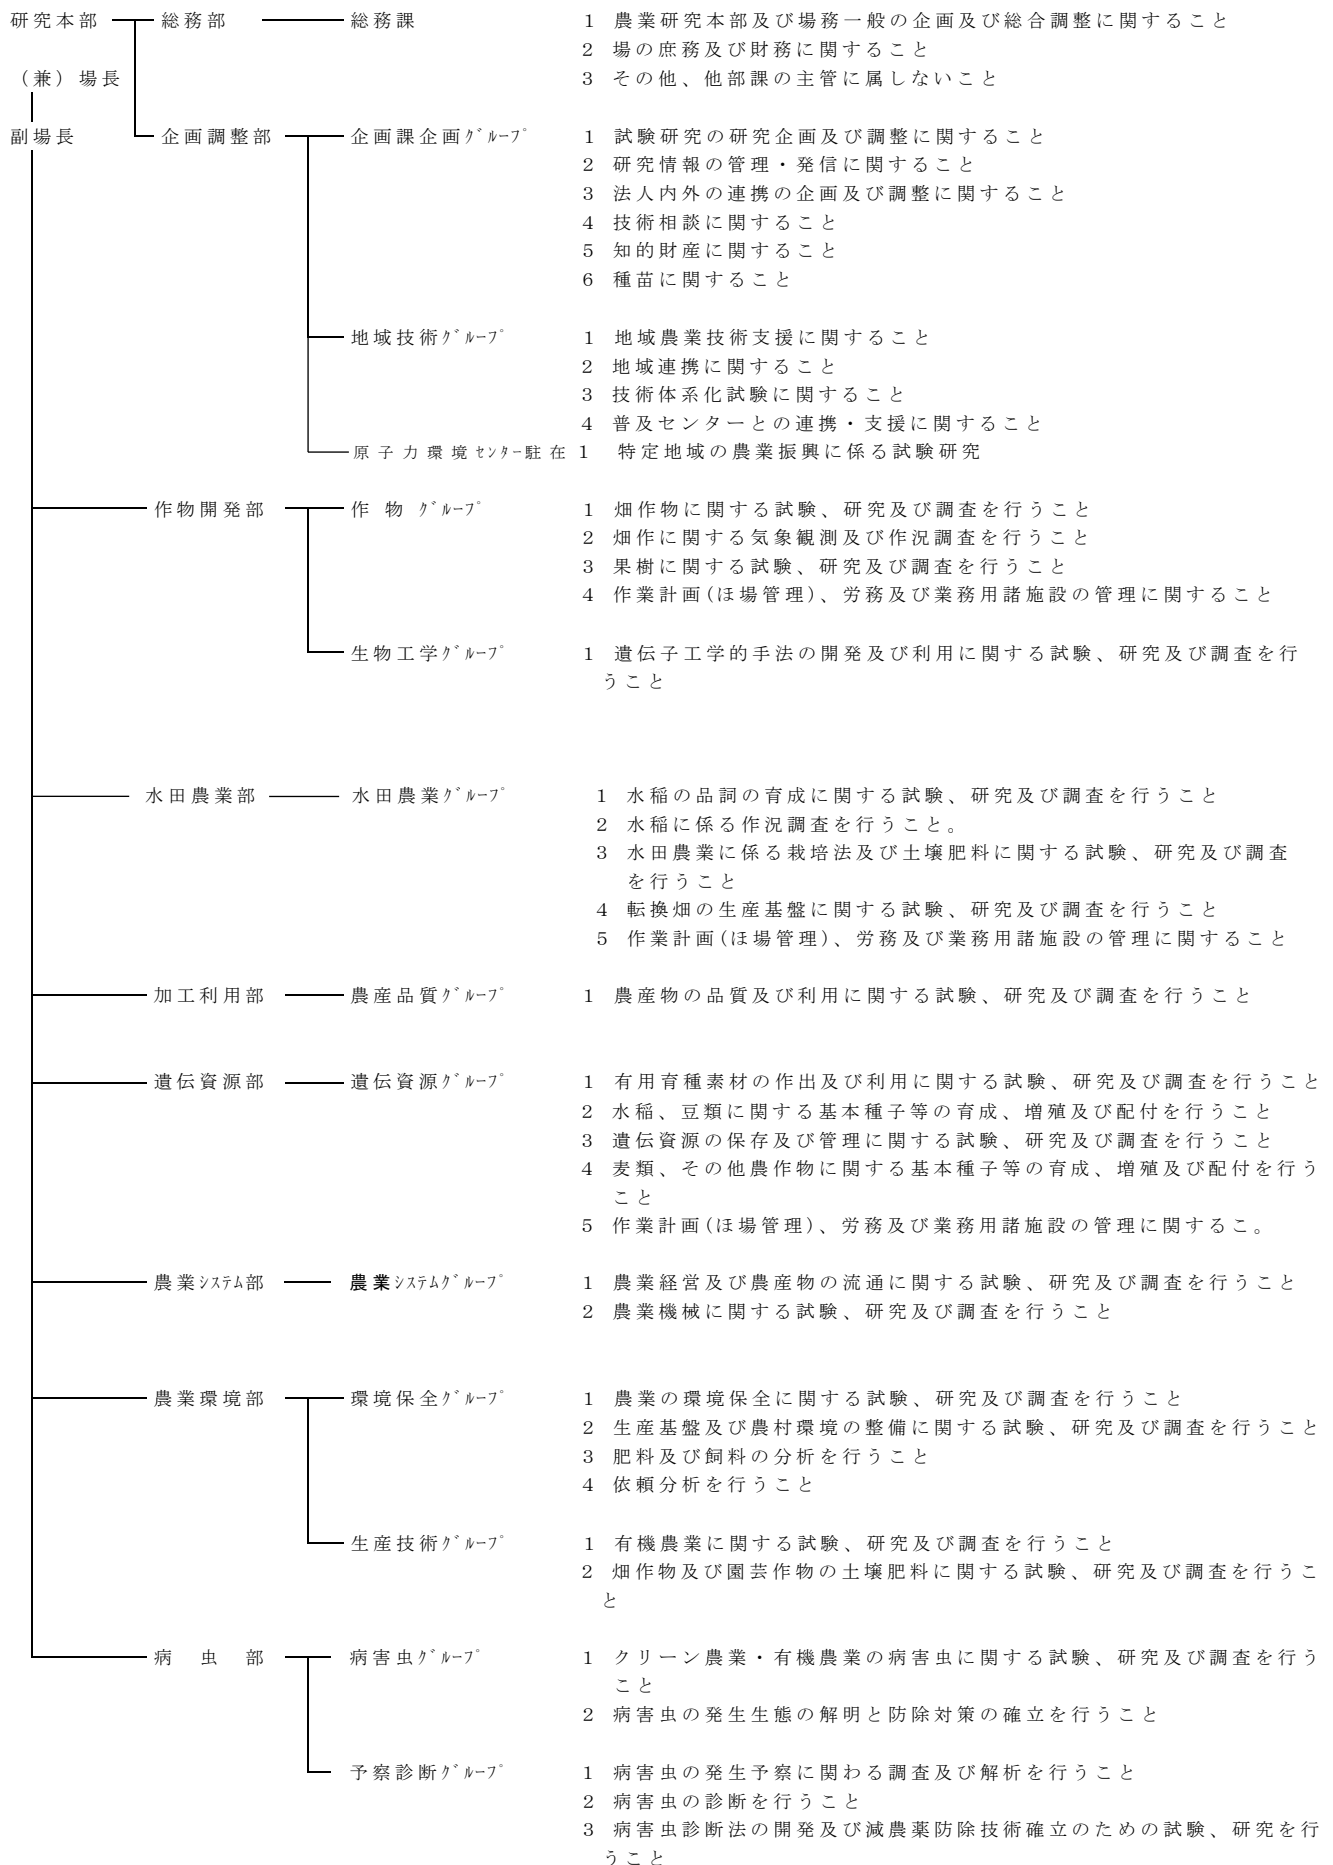 研究本部 総務部 総務課 1 農業研究本部及び場務一般の企画及び総合調整に関すること
2 場の庶務及び財務に関すること
（兼）場長 3 その他、他部課の主管に属しないこと
副場長 企画調整部 企画課企画ｸﾞﾙｰﾌﾟ 1 試験研究の研究企画及び調整に関すること
2 研究情報の管理・発信に関すること
3 法人内外の連携の企画及び調整に関すること
4 技術相談に関すること
5 知的財産に関すること
6 種苗に関すること
地域技術ｸﾞﾙｰﾌﾟ 1 地域農業技術支援に関すること
2 地域連携に関すること
3 技術体系化試験に関すること
4 普及センターとの連携・支援に関すること
原子力環境ｾﾝﾀｰ駐在 1 特定地域の農業振興に係る試験研究
作物開発部 作物 ｸﾞﾙｰﾌﾟ 1 畑作物に関する試験、研究及び調査を行うこと
2 畑作に関する気象観測及び作況調査を行うこと
3 果樹に関する試験、研究及び調査を行うこと
4 作業計画(ほ場管理)、労務及び業務用諸施設の管理に関すること
生物工学ｸﾞﾙｰﾌﾟ 1 遺伝子工学的手法の開発及び利用に関する試験、研究及び調査を行
うこと
水田農業部 水田農業ｸﾞﾙｰﾌﾟ 1 水稲の品詞の育成に関する試験、研究及び調査を行うこと
2 水稲に係る作況調査を行うこと。
3 水田農業に係る栽培法及び土壌肥料に関する試験、研究及び調査
を行うこと
4 転換畑の生産基盤に関する試験、研究及び調査を行うこと
5 作業計画(ほ場管理)、労務及び業務用諸施設の管理に関すること
加工利用部 農産品質ｸﾞﾙｰﾌﾟ 1 農産物の品質及び利用に関する試験、研究及び調査を行うこと
遺伝資源部 遺伝資源ｸﾞﾙｰﾌﾟ 1 有用育種素材の作出及び利用に関する試験、研究及び調査を行うこと
2 水稲、豆類に関する基本種子等の育成、増殖及び配付を行うこと
3 遺伝資源の保存及び管理に関する試験、研究及び調査を行うこと
4 麦類、その他農作物に関する基本種子等の育成、増殖及び配付を行う
こと
5 作業計画(ほ場管理)、労務及び業務用諸施設の管理に関するこ。
農業ｼｽﾃﾑ部 農業ｼｽﾃﾑｸﾞﾙｰﾌﾟ 1 農業経営及び農産物の流通に関する試験、研究及び調査を行うこと
2 農業機械に関する試験、研究及び調査を行うこと
農業環境部 環境保全ｸﾞﾙｰﾌﾟ 1 農業の環境保全に関する試験、研究及び調査を行うこと
2 生産基盤及び農村環境の整備に関する試験、研究及び調査を行うこと
3 肥料及び飼料の分析を行うこと
4 依頼分析を行うこと
生産技術ｸﾞﾙｰﾌﾟ 1 有機農業に関する試験、研究及び調査を行うこと
2 畑作物及び園芸作物の土壌肥料に関する試験、研究及び調査を行うこ
と
病 虫 部 病害虫ｸﾞﾙｰﾌﾟ 1 クリーン農業・有機農業の病害虫に関する試験、研究及び調査を行う
こと
2 病害虫の発生生態の解明と防除対策の確立を行うこと
予察診断ｸﾞﾙｰﾌﾟ 1 病害虫の発生予察に関わる調査及び解析を行うこと
2 病害虫の診断を行うこと
3 病害虫診断法の開発及び減農薬防除技術確立のための試験、研究を行
うこと